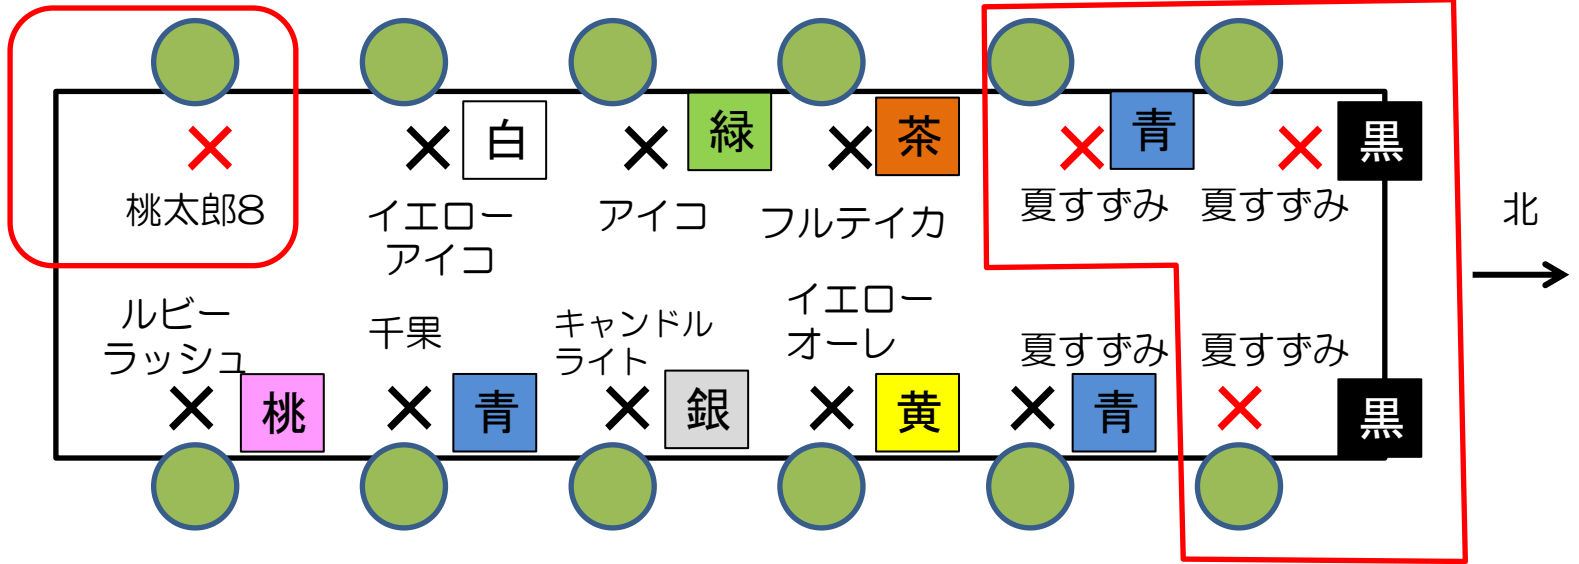 白
緑
茶
青
黒
桃太郎8
イエロー
アイコ
アイコ
フルティカ
夏すずみ
夏すずみ
北
ルビー
ラッシュ
千果
キャンドル
ライト
イエロー
オーレ
夏すずみ
夏すずみ
桃
青
銀
黄
青
黒